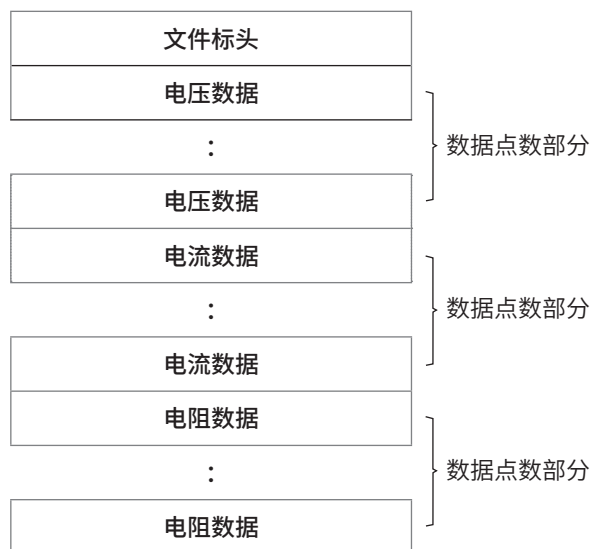 文件标头
电压数据
:
数据点数部分
电压数据
电流数据
:
数据点数部分
电流数据
电阻数据
:
数据点数部分
电阻数据